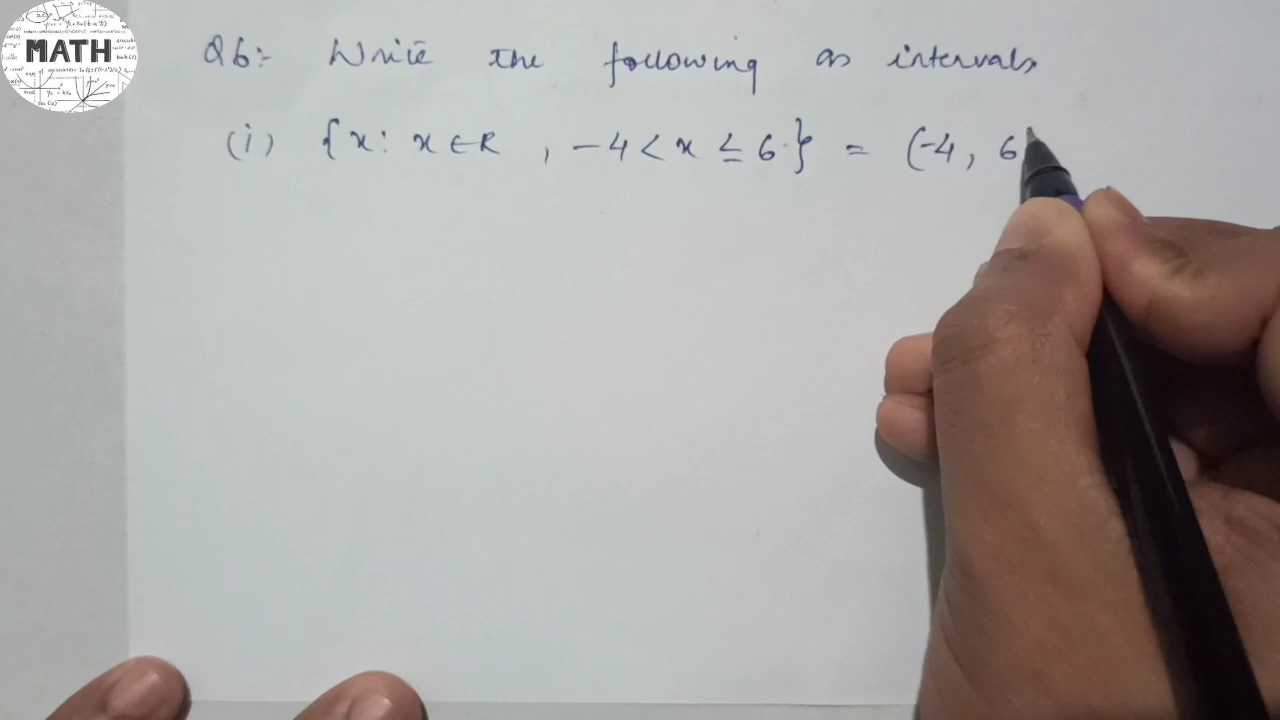 MATH
Q6:- Write the following as intervals
(i) {x: x ∈ R , -4 < x ≤ 6} = (-4, 6